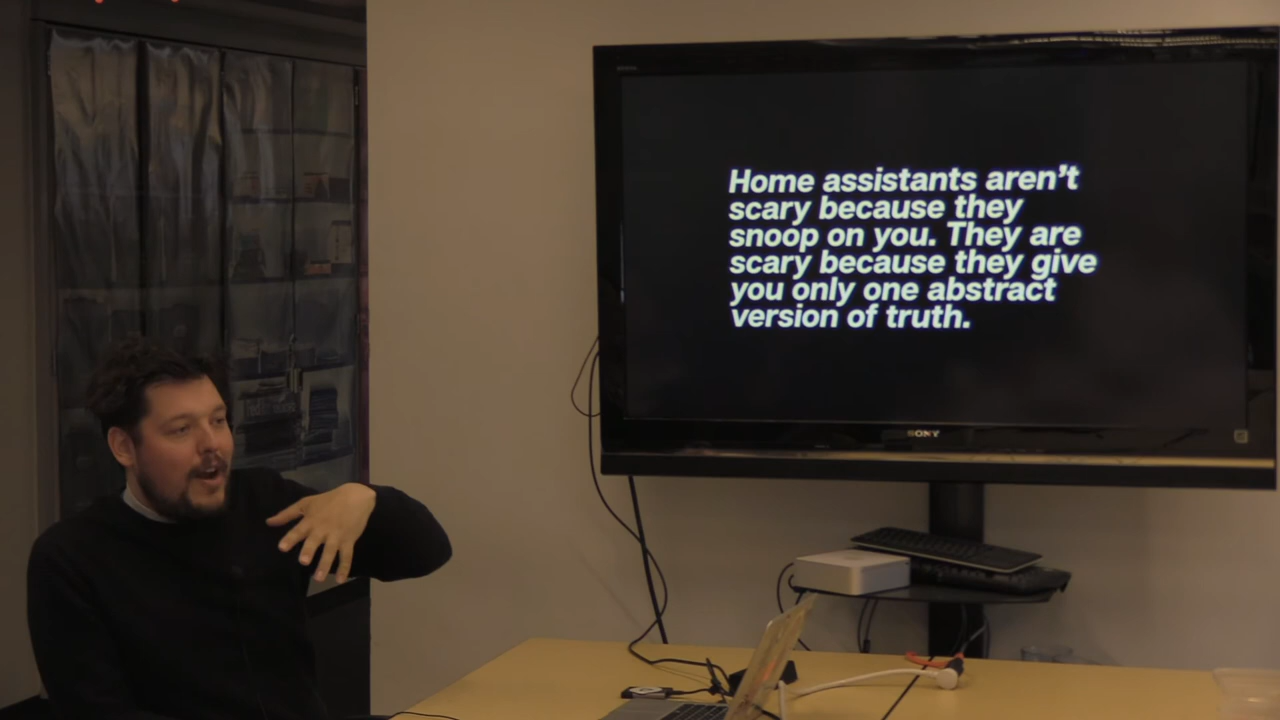 Home assistants aren't
scary because they
snoop on you. They are
scary because they give
you only one abstract
version of truth.
SONY